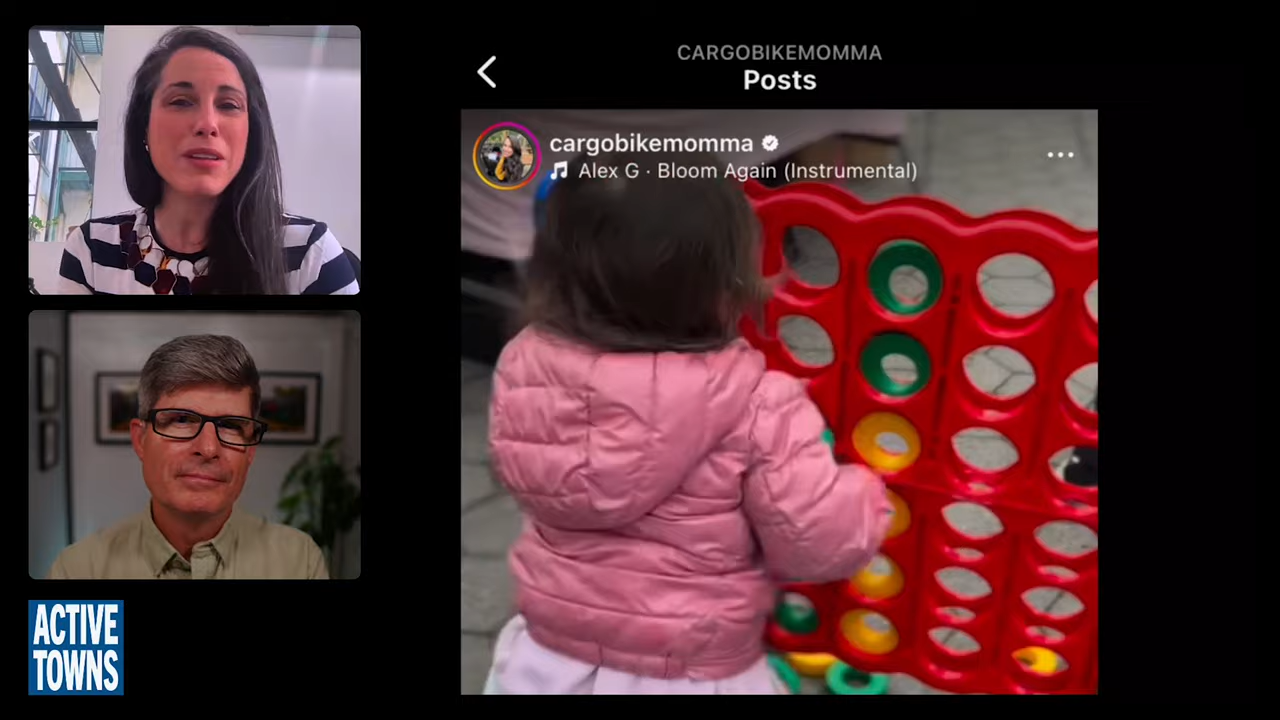 CARGOBIKEMOMMA
Posts
cargobikemomma
Alex G · Bloom Again (Instrumental)
ACTIVE
TOWNS